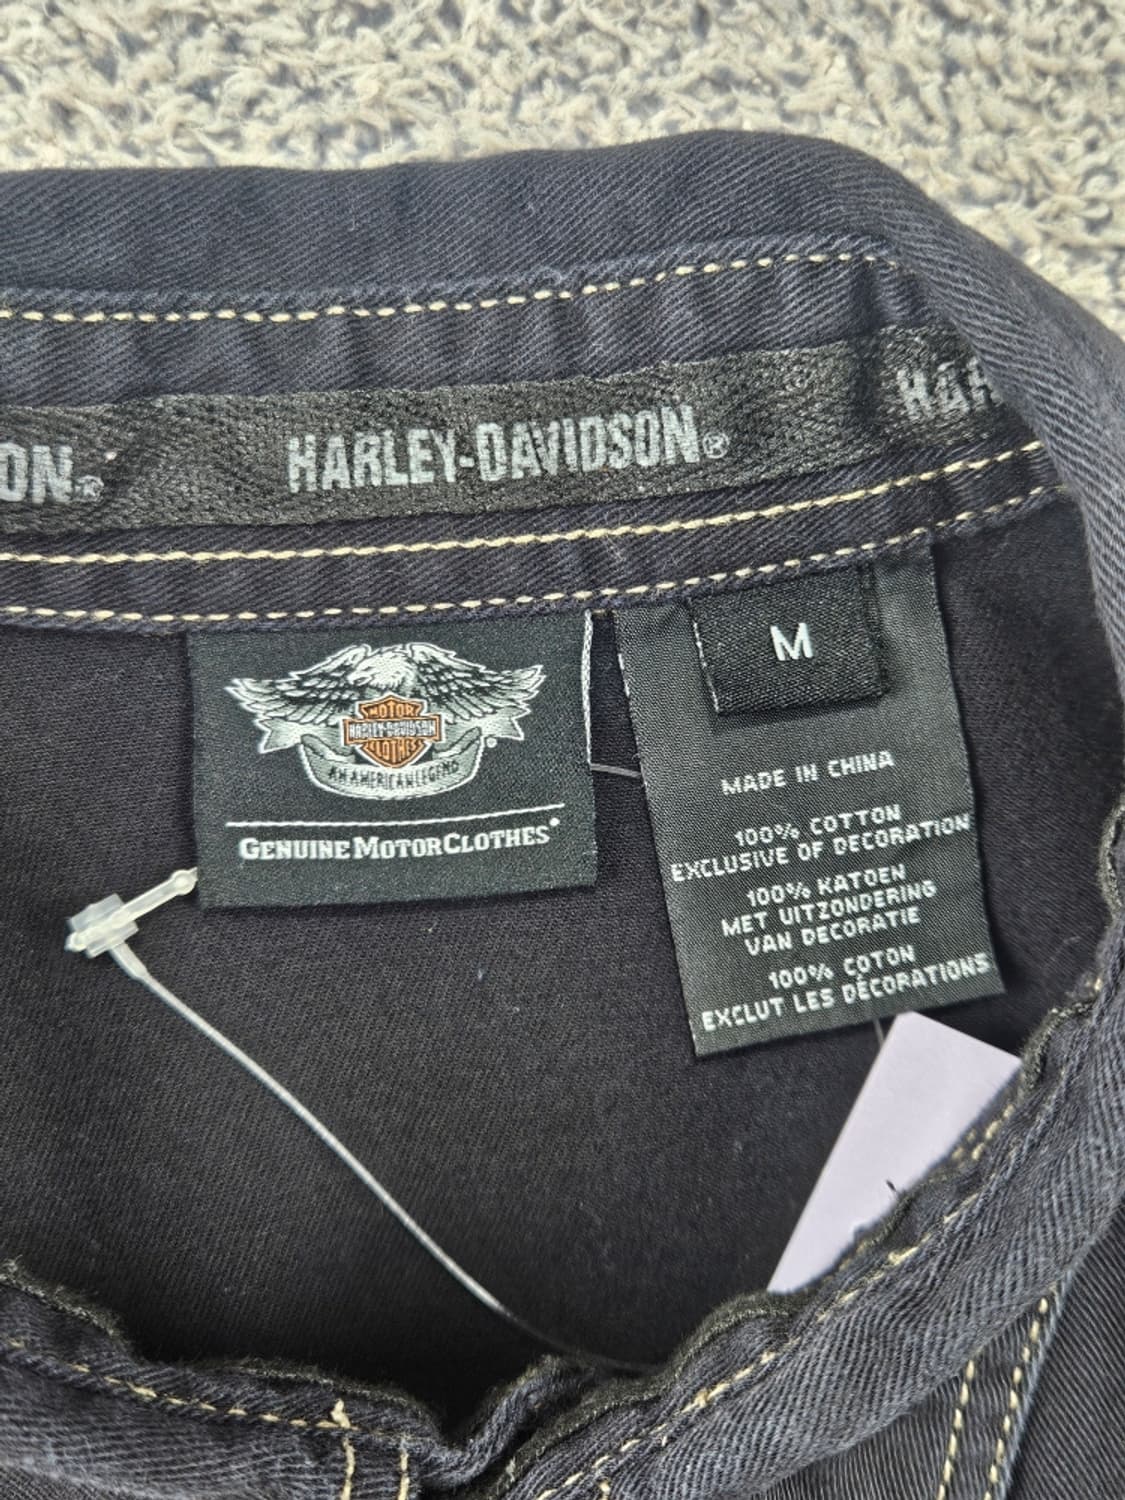 ON®
HARLEY-DAVIDSON®
HAR
MOTOR
HARLEY-DAVIDSON
CLOTHES
®
AN AMERICAN LEGEND
GENUINE MOTORCLOTHES®
M
MADE IN CHINA
100% COTTON
EXCLUSIVE OF DECORATION
100% KATOEN
MET UITZONDERING
VAN DECORATIE
100% COTON
EXCLUT LES DÉCORATIONS